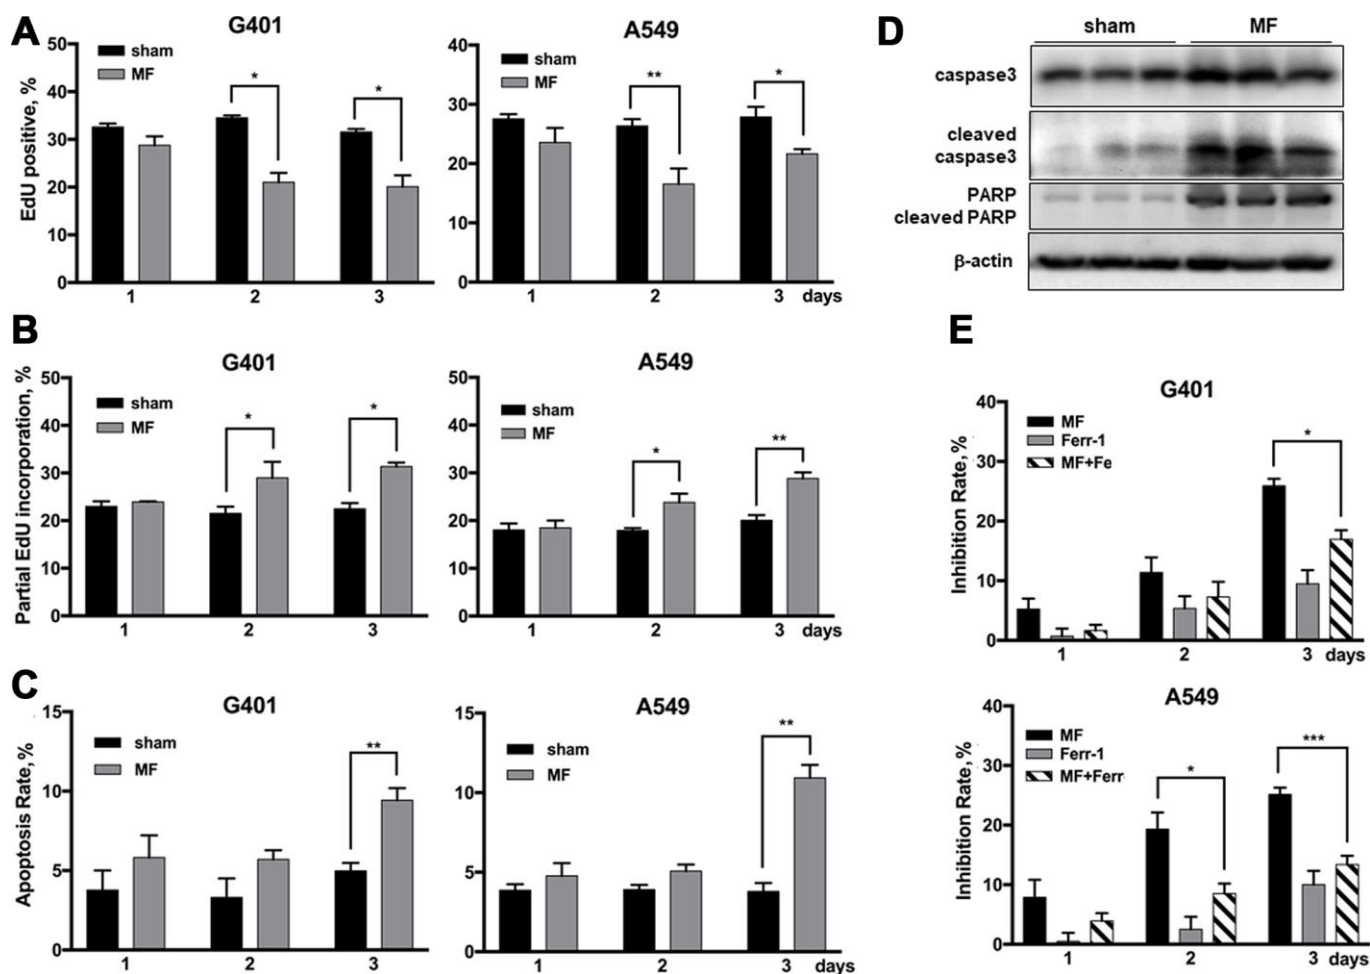 A
G401
EdU positive, %
50
40
30
20
10
0
sham
MF
*
*
1 2 3
A549
40
30
20
10
0
sham
MF
**
*
1 2 3 days
B
G401
Partial EdU incorporation, %
50
40
30
20
10
0
sham
MF
*
*
1 2 3
A549
50
40
30
20
10
0
sham
MF
*
**
1 2 3 days
C
G401
Apoptosis Rate, %
15
10
5
0
sham
MF
**
1 2 3
A549
15
10
5
0
sham
MF
**
1 2 3 days
D
sham MF
caspase3
cleaved
caspase3
PARP
cleaved PARP
β-actin
E
G401
Inhibition Rate, %
40
30
10
0
MF
Ferr-1
MF+Fe
*
1 2 3 days
A549
Inhibition Rate, %
40
30
20
10
0
MF
Ferr-1
MF+Ferr
*
***
1 2 3 days